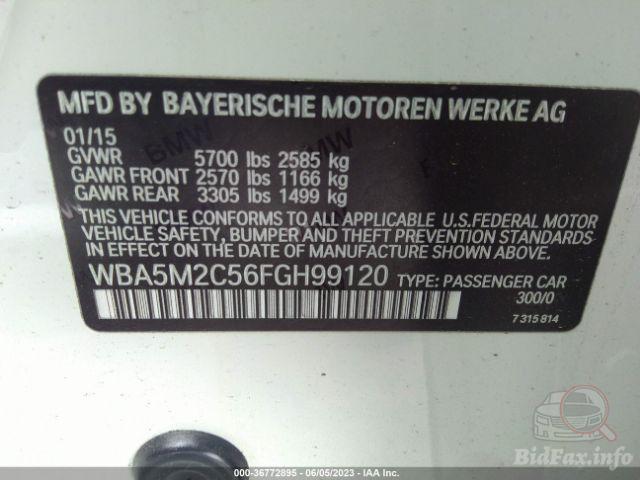 MFD BY BAYERISCHE MOTOREN WERKE AG
01/15
GVWR 5700 lbs 2585 kg
GAWR FRONT 2570 lbs 1166 kg
GAWR REAR 3305 lbs 1499 kg
THIS VEHICLE CONFORMS TO ALL APPLICABLE U.S.FEDERAL MOTOR
VEHICLE SAFETY, BUMPER, AND THEFT PREVENTION STANDARDS
IN EFFECT ON THE DATE OF MANUFACTURE SHOWN ABOVE.
WBA5M2C56FGH99120 TYPE: PASSENGER CAR
300/0
7 315 814
BidFax.info
000-36772895 - 06/05/2023 - IAA Inc.